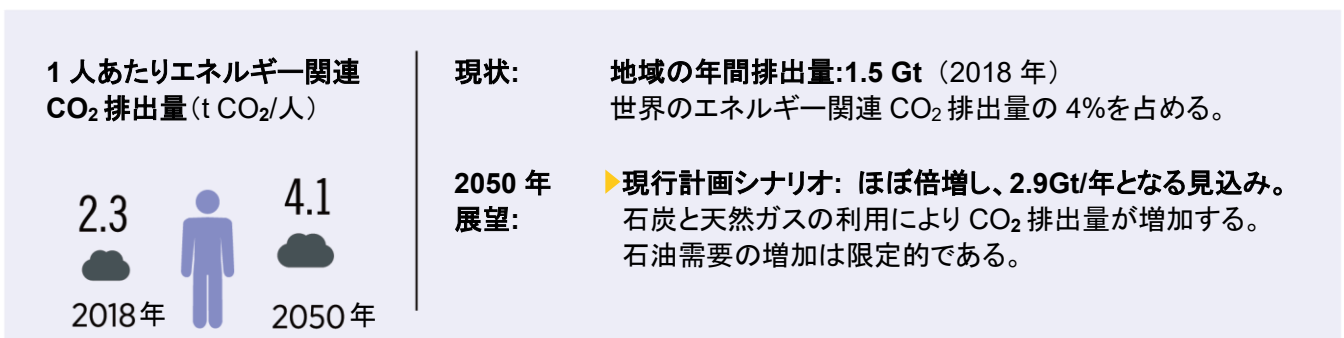 1 人あたりエネルギー関連
CO₂ 排出量(t CO₂/人)
2.3
2018年
4.1
2050年
現状: 地域の年間排出量:1.5 Gt (2018 年)
世界のエネルギー関連 CO₂ 排出量の 4%を占める。
2050 年 ▶現行計画シナリオ: ほぼ倍増し、2.9Gt/年となる見込み。
展望: 石炭と天然ガスの利用により CO₂ 排出量が増加する。
石油需要の増加は限定的である。